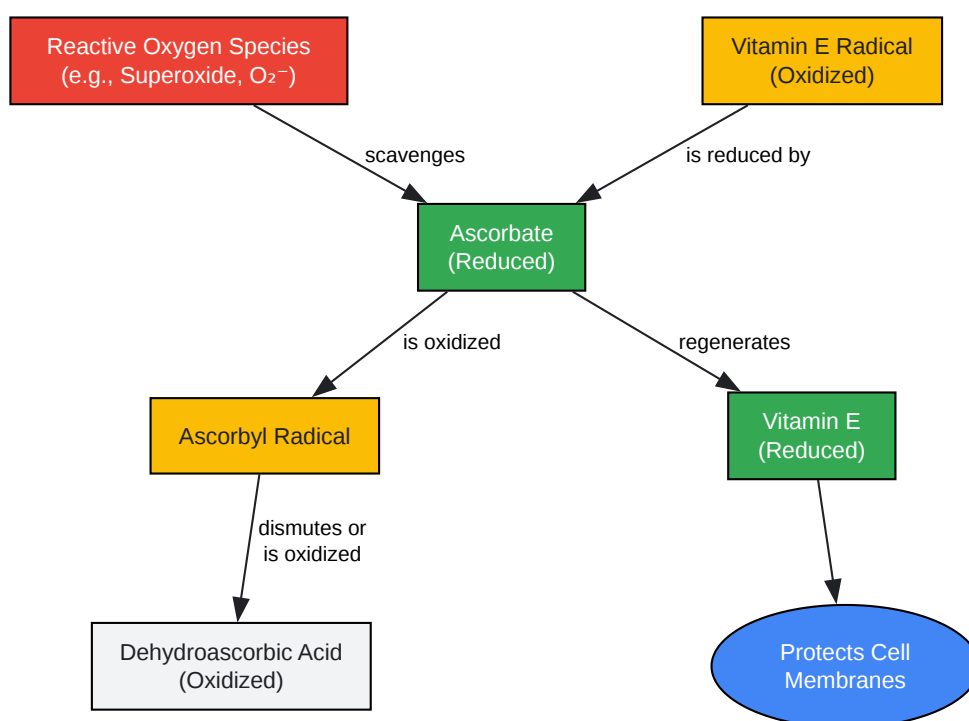 Reactive Oxygen Species
(e.g., Superoxide, O₂⁻)
Vitamin E Radical
(Oxidized)
scavenges
is reduced by
Ascorbate
(Reduced)
is oxidized
regenerates
Ascorbyl Radical
Vitamin E
(Reduced)
dismutes or
is oxidized
Dehydroascorbic Acid
(Oxidized)
Protects Cell
Membranes